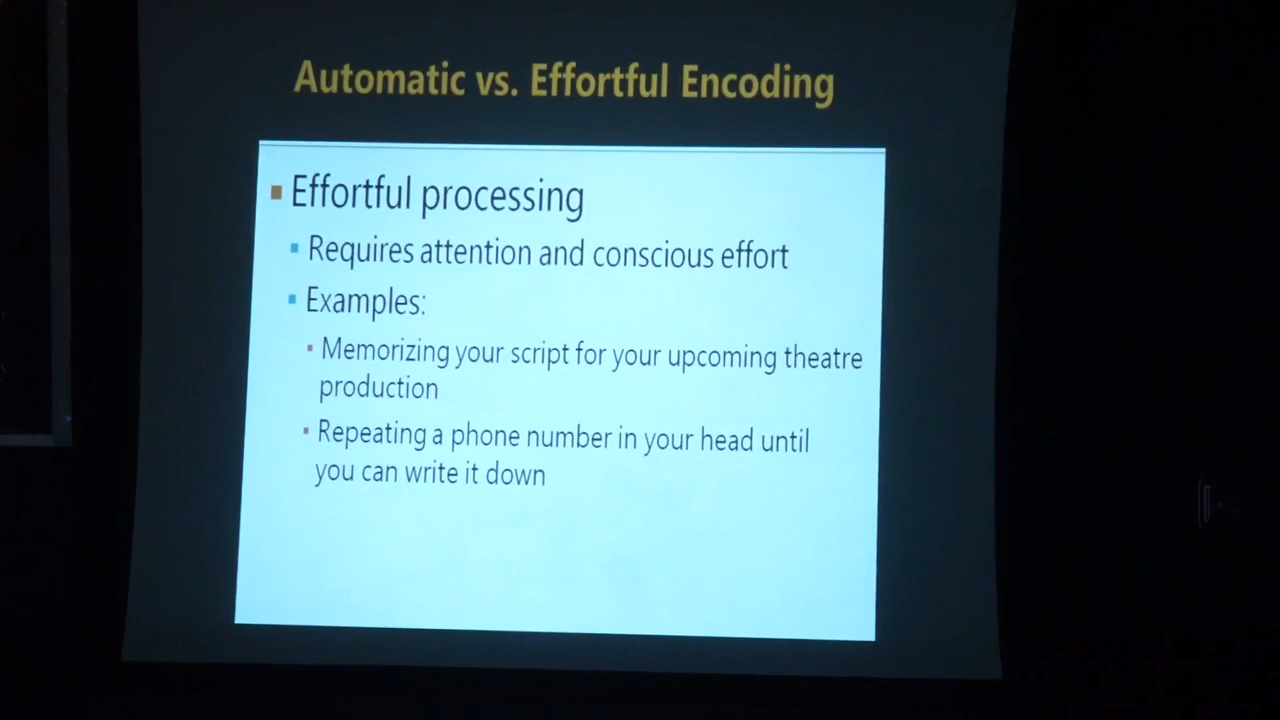 Automatic vs. Effortful Encoding
Effortful processing
Requires attention and conscious effort
Examples:
Memorizing your script for your upcoming theatre
production
Repeating a phone number in your head until
you can write it down